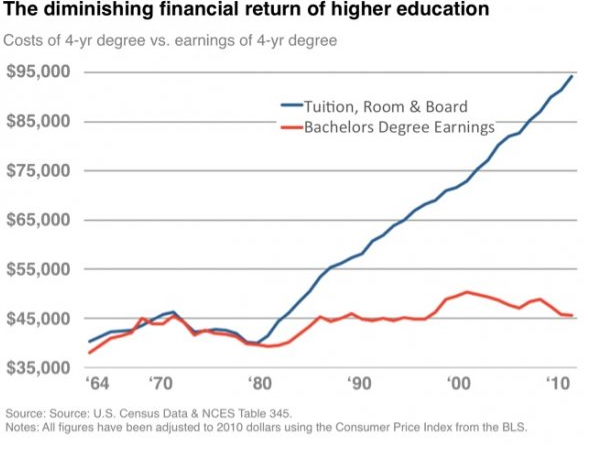 The diminishing financial return of higher education
Costs of 4-yr degree vs. earnings of 4-yr degree
$95,000
$85,000
$75,000
$65,000
$55,000
$45,000
$35,000
Tuition, Room & Board
Bachelors Degree Earnings
‘64 ‘70 ‘80 ‘90 ‘00 ‘10
Source: Source: U.S. Census Data & NCES Table 345.
Notes: All figures have been adjusted to 2010 dollars using the Consumer Price Index from the BLS.